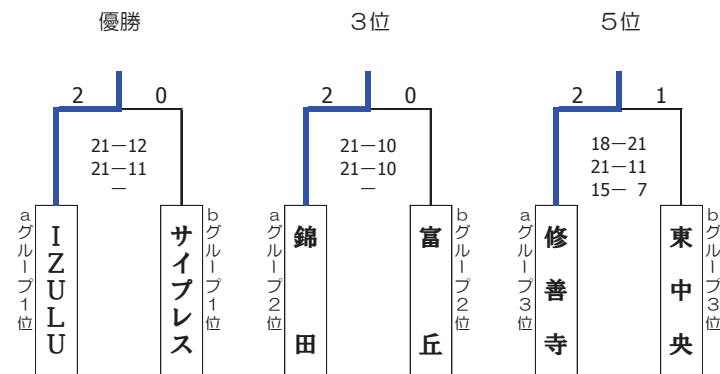 優勝
2 0
21－12
21－11
－
aグループ1位
IZULU
サイプレス
bグループ1位
3位
2 0
21－10
21－10
－
aグループ2位
錦田
富丘
bグループ2位
5位
2 1
18－21
21－11
15－ 7
aグループ3位
修善寺
東中央
bグループ3位